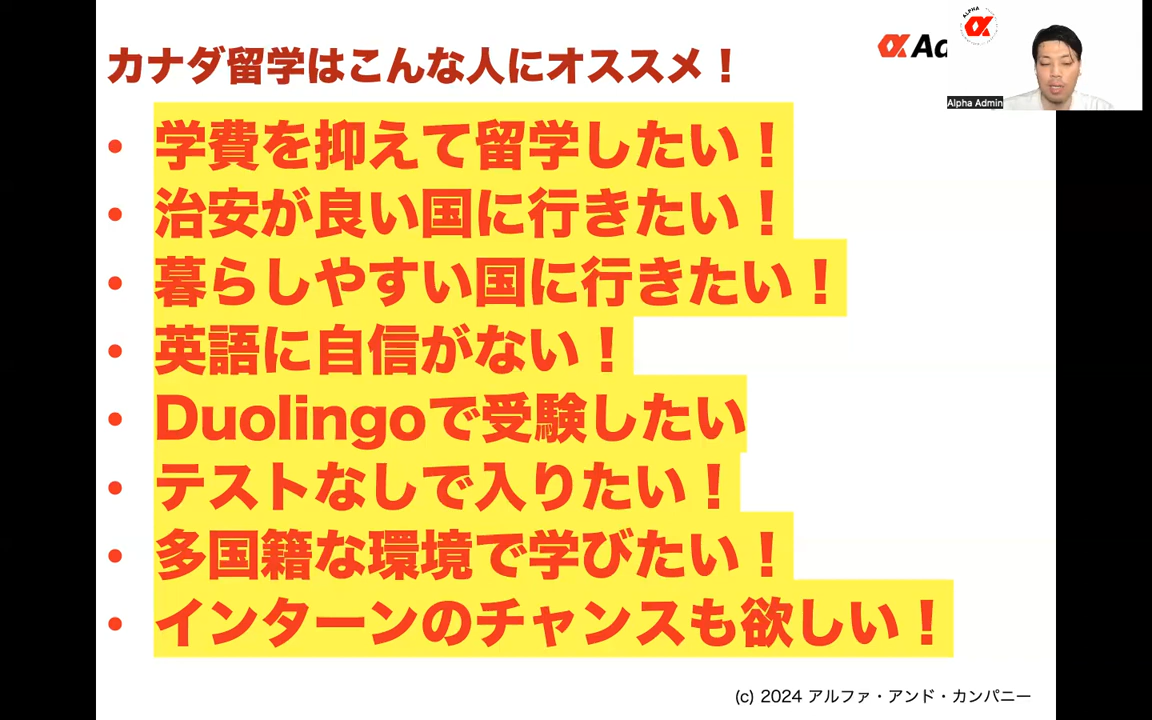 カナダ留学はこんな人にオススメ！
α Ac
ALPHA
α
Alpha Admin
• 学費を抑えて留学したい！
• 治安が良い国に行きたい！
• 暮らしやすい国に行きたい！
• 英語に自信がない！
• Duolingoで受験したい
• テストなしで入りたい！
• 多国籍な環境で学びたい！
• インターンのチャンスも欲しい！
(c) 2024 アルファ・アンド・カンパニー